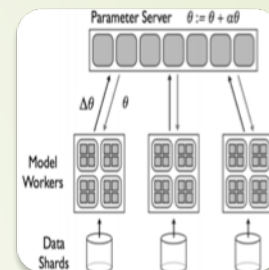 Parameter Server θ := θ + αθ
Δθ θ
Model
Workers
Data
Shards